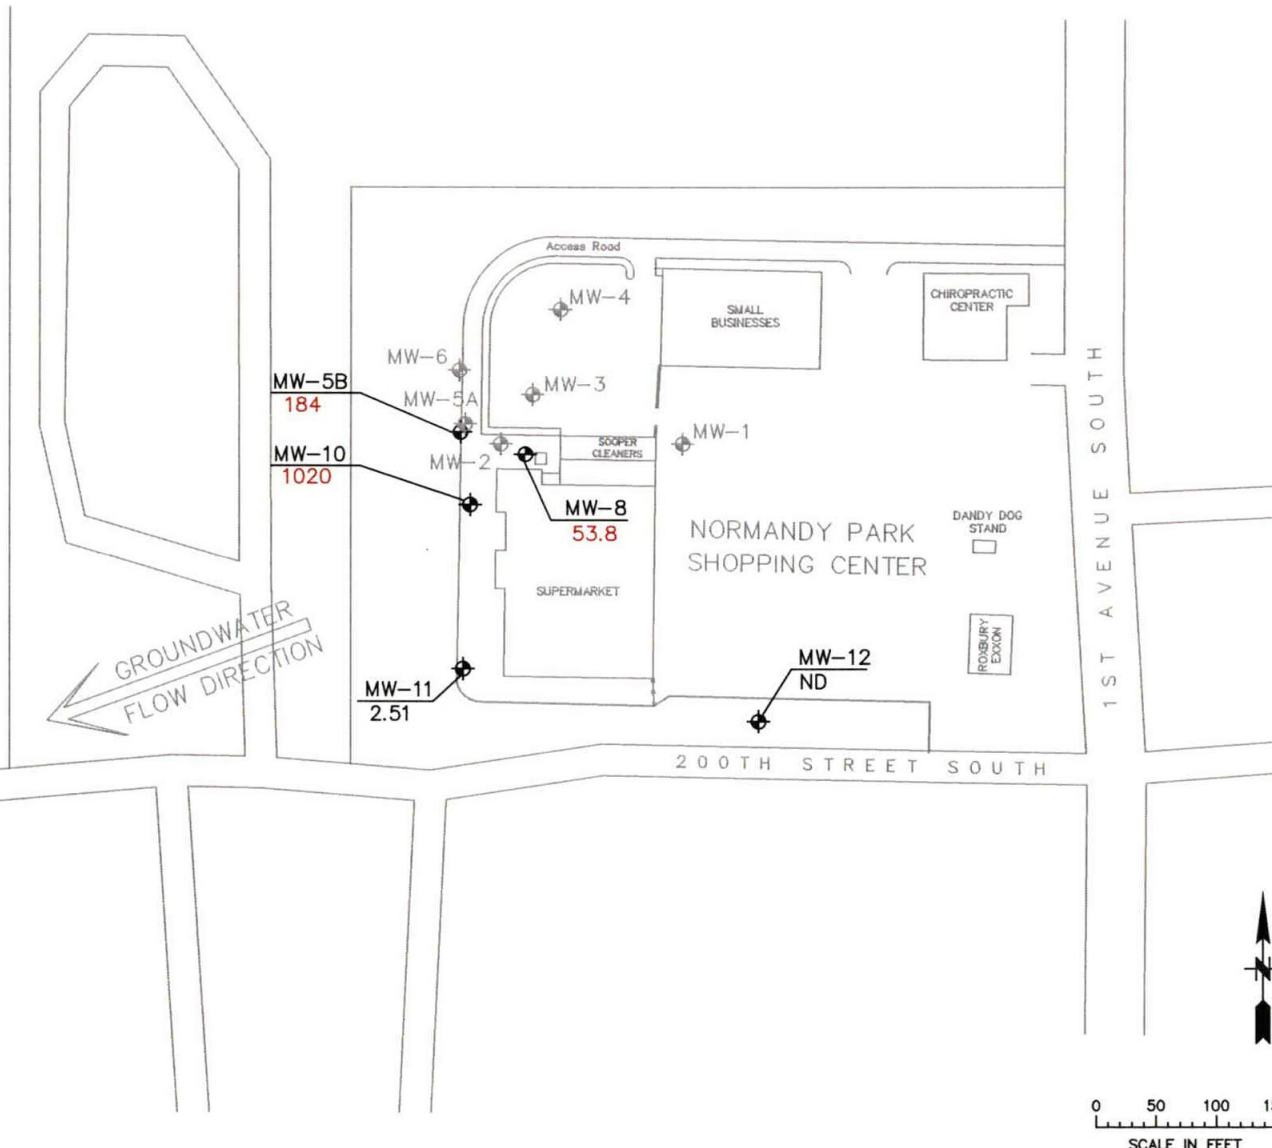 Access Road
MW-4
SMALL
BUSINESSES
CHIROPRACTIC
CENTER
MW-6
MW-5B
184
MW-5A
MW-3
MW-10
1020
MW-2
SOOPER
CLEANERS
MW-1
MW-8
53.8
NORMANDY PARK
SHOPPING CENTER
DANDY DOG
STAND
SUPERMARKET
1ST AVENUE SOUTH
GROUNDWATER
FLOW DIRECTION
ROXBURY
EXXON
MW-11
2.51
MW-12
ND
200TH STREET SOUTH
N
0 50 100
SCALE IN FEET